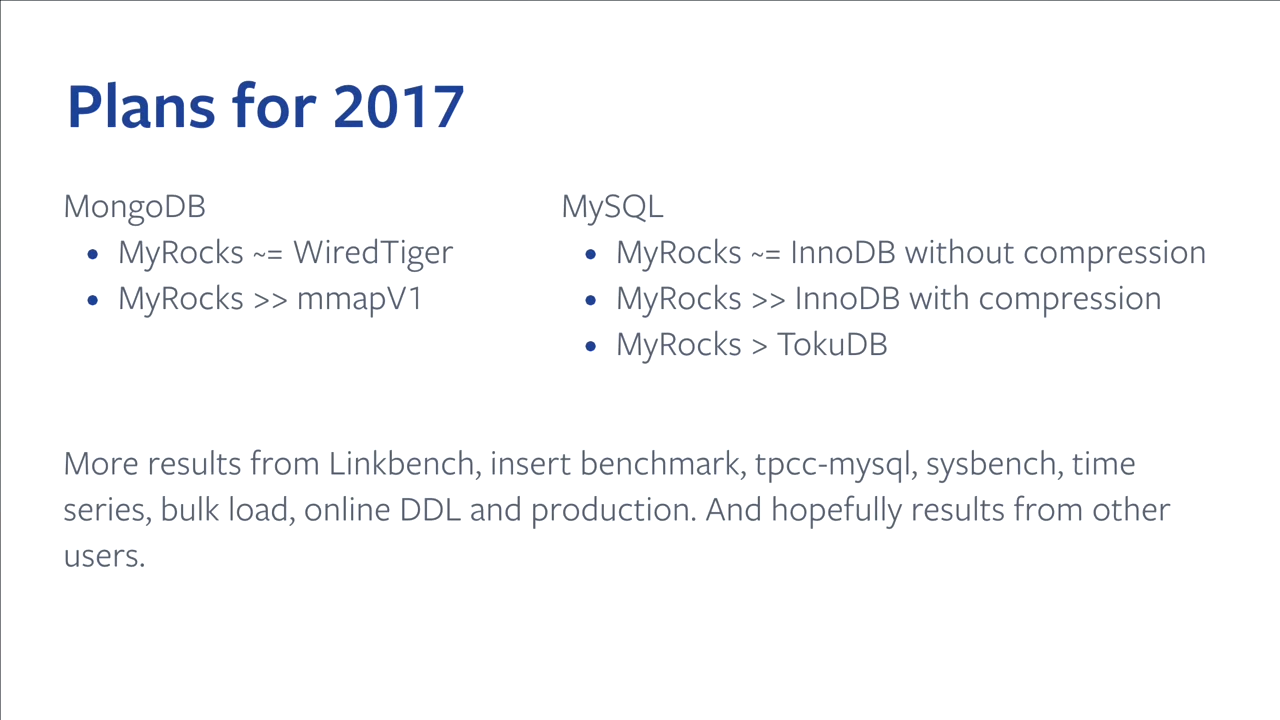 Plans for 2017
MongoDB
• MyRocks ~= WiredTiger
• MyRocks >> mmapV1
MySQL
• MyRocks ~= InnoDB without compression
• MyRocks >> InnoDB with compression
• MyRocks > TokuDB
More results from Linkbench, insert benchmark, tpcc-mysql, sysbench, time
series, bulk load, online DDL and production. And hopefully results from other
users.